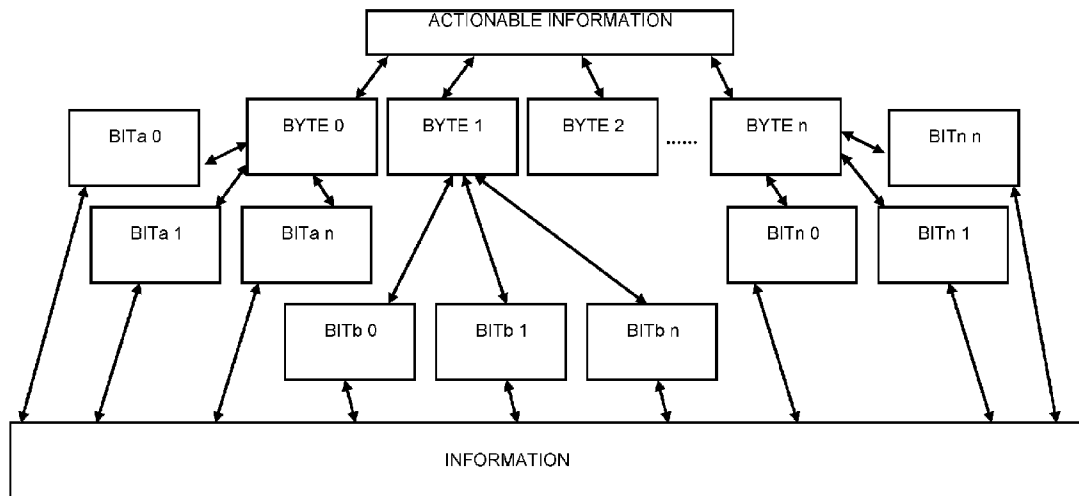 ACTIONABLE INFORMATION
BITa 0
BYTE 0
BYTE 1
BYTE 2
......
BYTE n
BITn n
BITa 1
BITa n
BITn 0
BITn 1
BITb 0
BITb 1
BITb n
INFORMATION